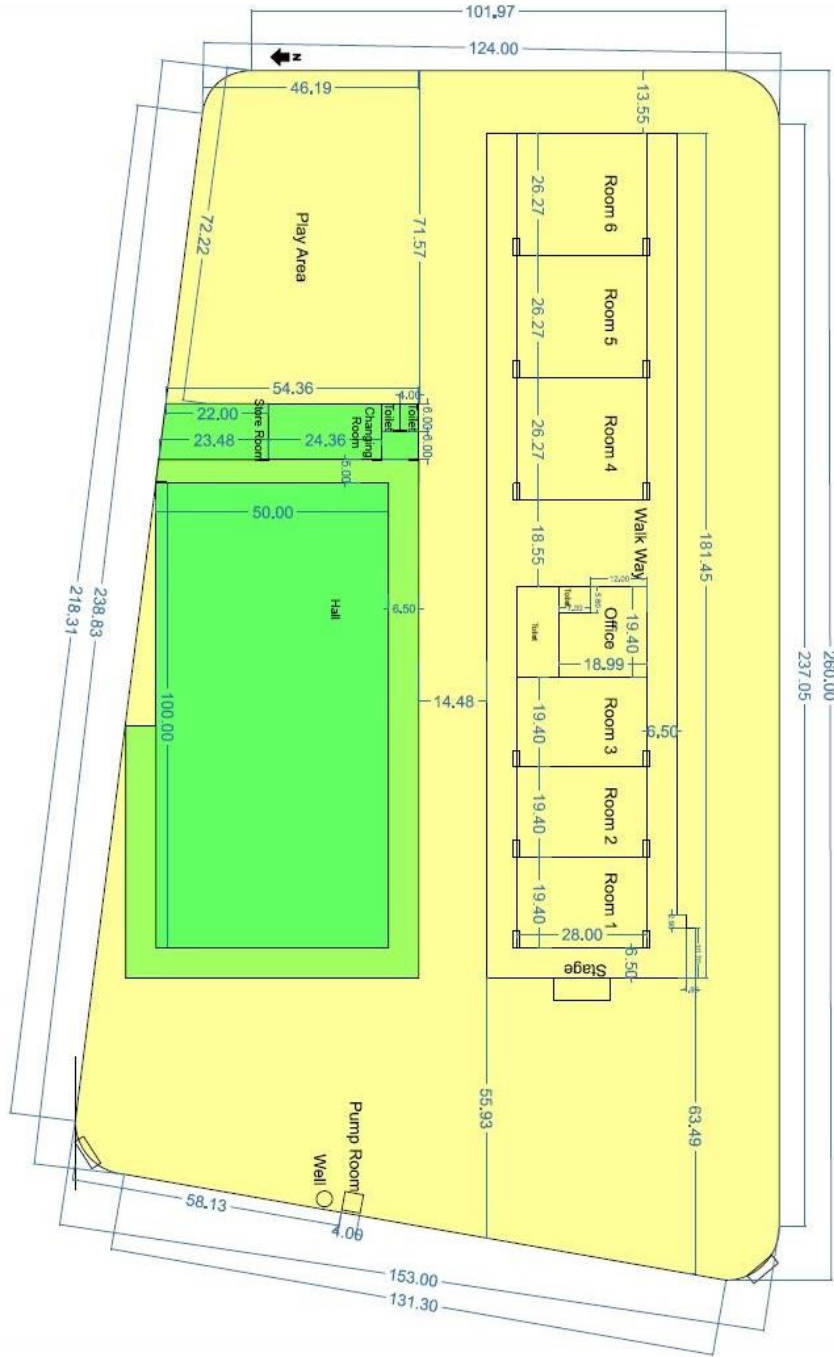 101.97
124.00
N
46.19
13.55
Room 6
26.27
72.22
Play Area
71.57
Room 5
26.27
54.36
4.00
22.00
Store Room
Changing
Room
Toilet
Toilet
6.00
6.00
23.48
24.36
5.00
Room 4
26.27
50.00
Walk Way
18.55
181.45
12.00
5.80
Toilet
Toilet
Office
19.40
18.99
Hall
6.50
218.31
238.83
237.05
260.00
100.00
14.48
Room 3
19.40
6.50
Room 2
19.40
Room 1
19.40
28.00
Stage
6.50
55.93
63.49
Pump Room
Well
58.13
4.00
153.00
131.30